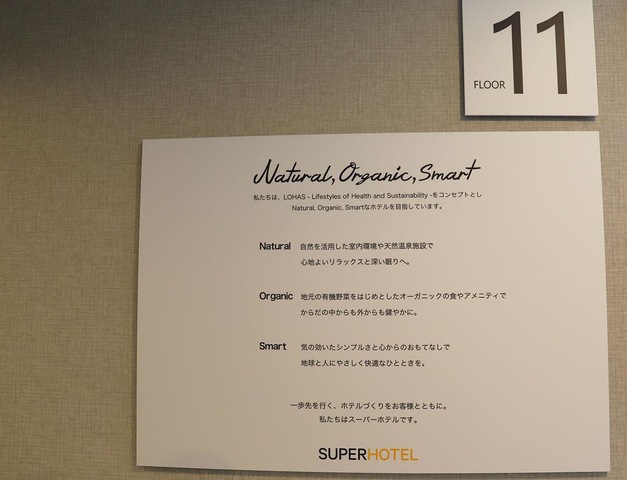 FLOOR 11
Natural, Organic, Smart
私たちは、LOHAS - Lifestyles of Health and Sustainability -をコンセプトとし
Natural, Organic, Smartなホテルを目指しています。
Natural 自然を活用した室内環境や天然温泉施設で
心地よいリラックスと深い眠りへ。
Organic 地元の有機野菜をはじめとしたオーガニックの食やアメニティで
からだの中からも外からも健やかに。
Smart 気の効いたシンプルさと心からのおもてなしで
地球と人にやさしく快適なひとときを。
一歩先を行く、ホテルづくりをお客様とともに。
私たちはスーパーホテルです。
SUPERHOTEL